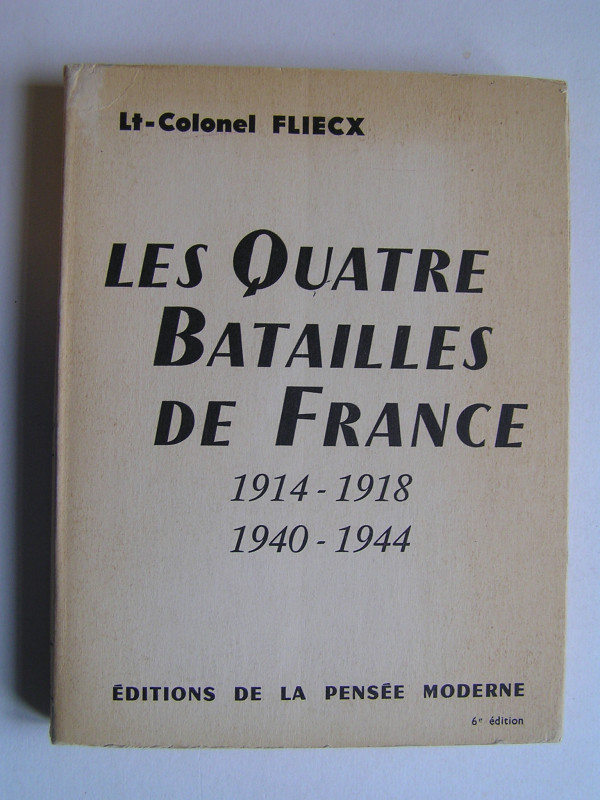 Lt-Colonel FLIECX
LES QUATRE
BATAILLES
DE FRANCE
1914 - 1918
1940 - 1944
ÉDITIONS DE LA PENSÉE MODERNE
6e édition